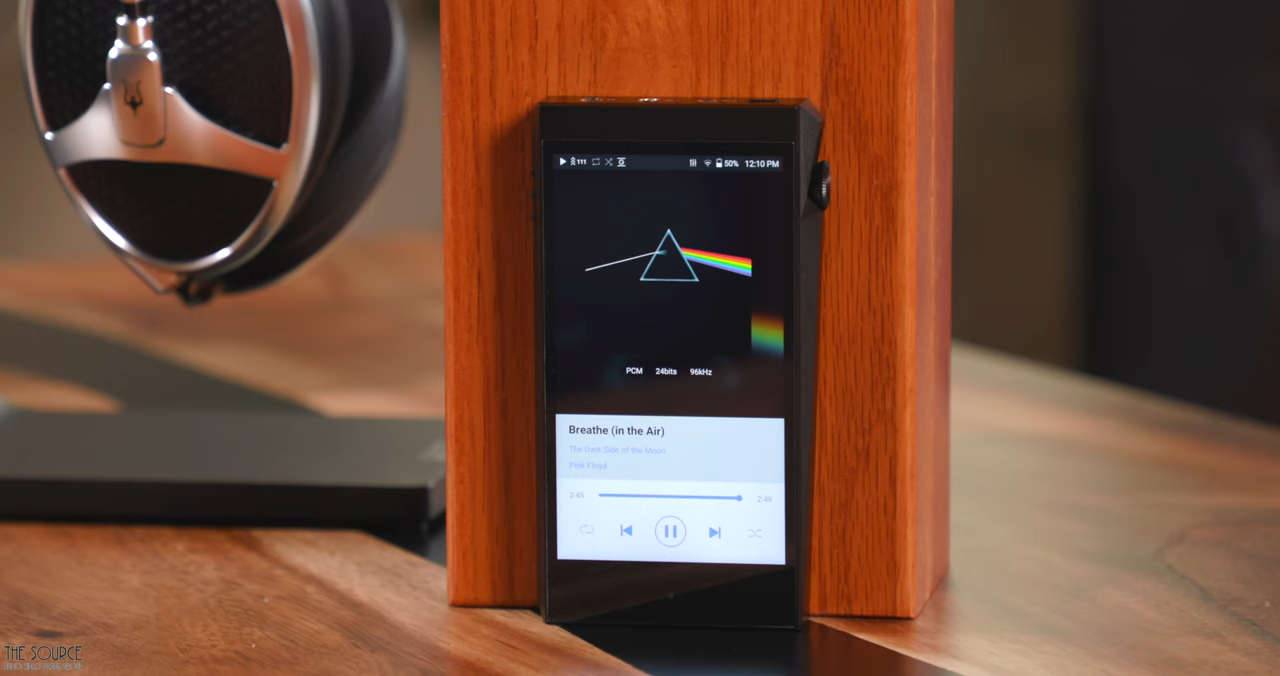 111 50% 12:10 PM
PCM 24bits 96kHz
Breathe (in the Air)
The Dark Side of the Moon
Pink Floyd
2:45 2:49
THE SOURCE